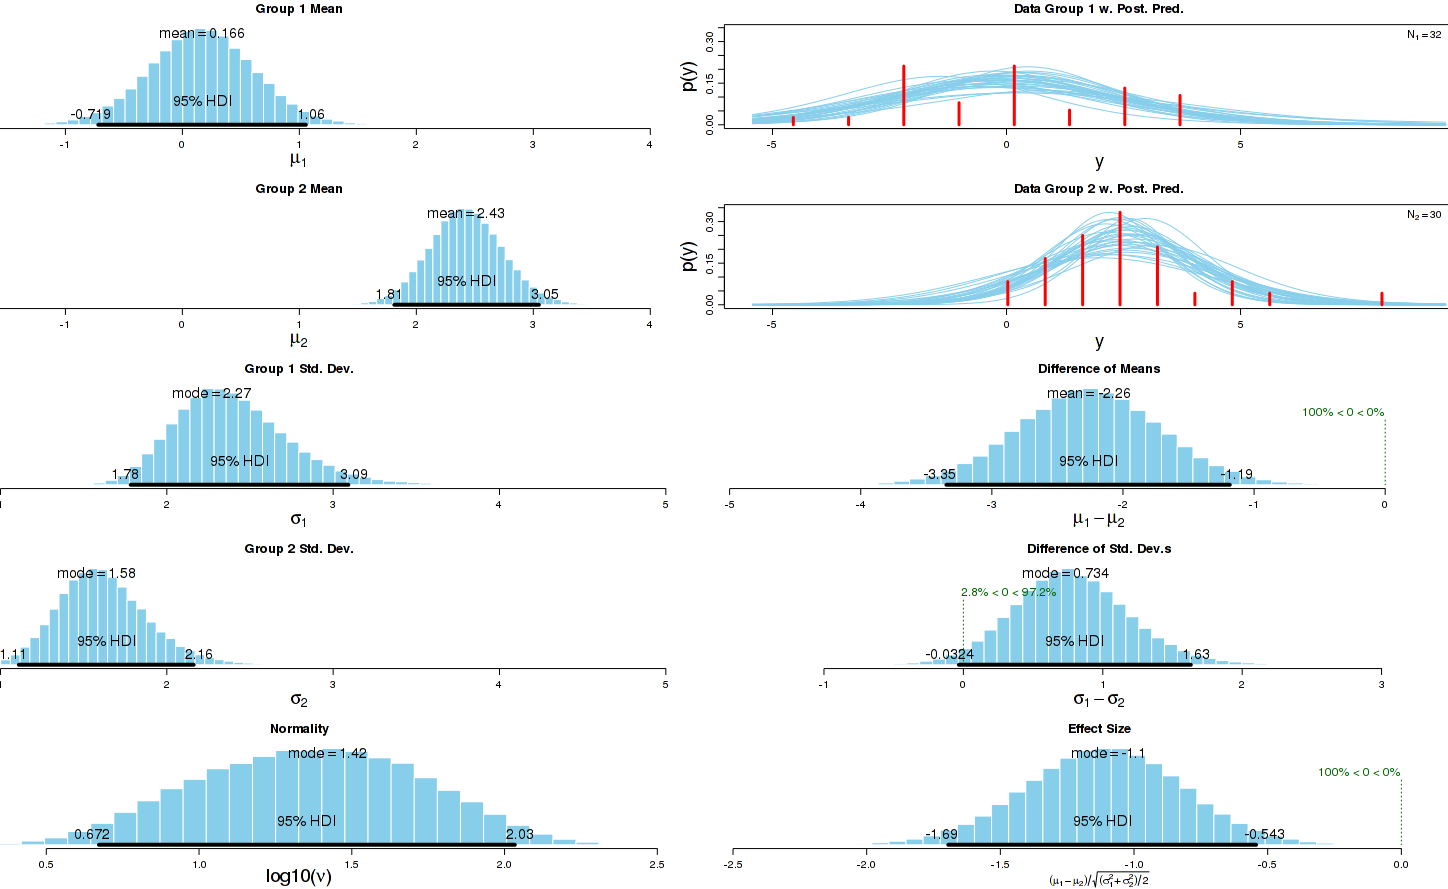 Group 1 Mean
mean = 0.166
95% HDI
-0.719 1.06
-1 0 1 2 3 4
μ1
Data Group 1 w. Post. Pred.
N1 = 32
p(y)
0.00 0.15 0.30
-5 0 5
y
Group 2 Mean
mean = 2.43
95% HDI
1.81 3.05
-1 0 1 2 3 4
μ2
Data Group 2 w. Post. Pred.
N2 = 30
p(y)
0.00 0.15 0.30
-5 0 5
y
Group 1 Std. Dev.
mode = 2.27
95% HDI
1.78 3.09
2 3 4 5
σ1
Difference of Means
mean = -2.26
100% < 0 < 0%
95% HDI
-3.35 -1.19
-5 -4 -3 -2 -1 0
μ1 − μ2
Group 2 Std. Dev.
mode = 1.58
95% HDI
1.11 2.16
2 3 4 5
σ2
Difference of Std. Dev.s
mode = 0.734
2.8% < 0 < 97.2%
95% HDI
-0.0324 1.63
-1 0 1 2 3
σ1 − σ2
Normality
mode = 1.42
95% HDI
0.672 2.03
0.5 1.0 1.5 2.0 2.5
log10(ν)
Effect Size
mode = -1.1
100% < 0 < 0%
95% HDI
-1.69 -0.543
-2.5 -2.0 -1.5 -1.0 -0.5 0.0
(μ1 − μ2)/√(σ1² + σ2²)/2